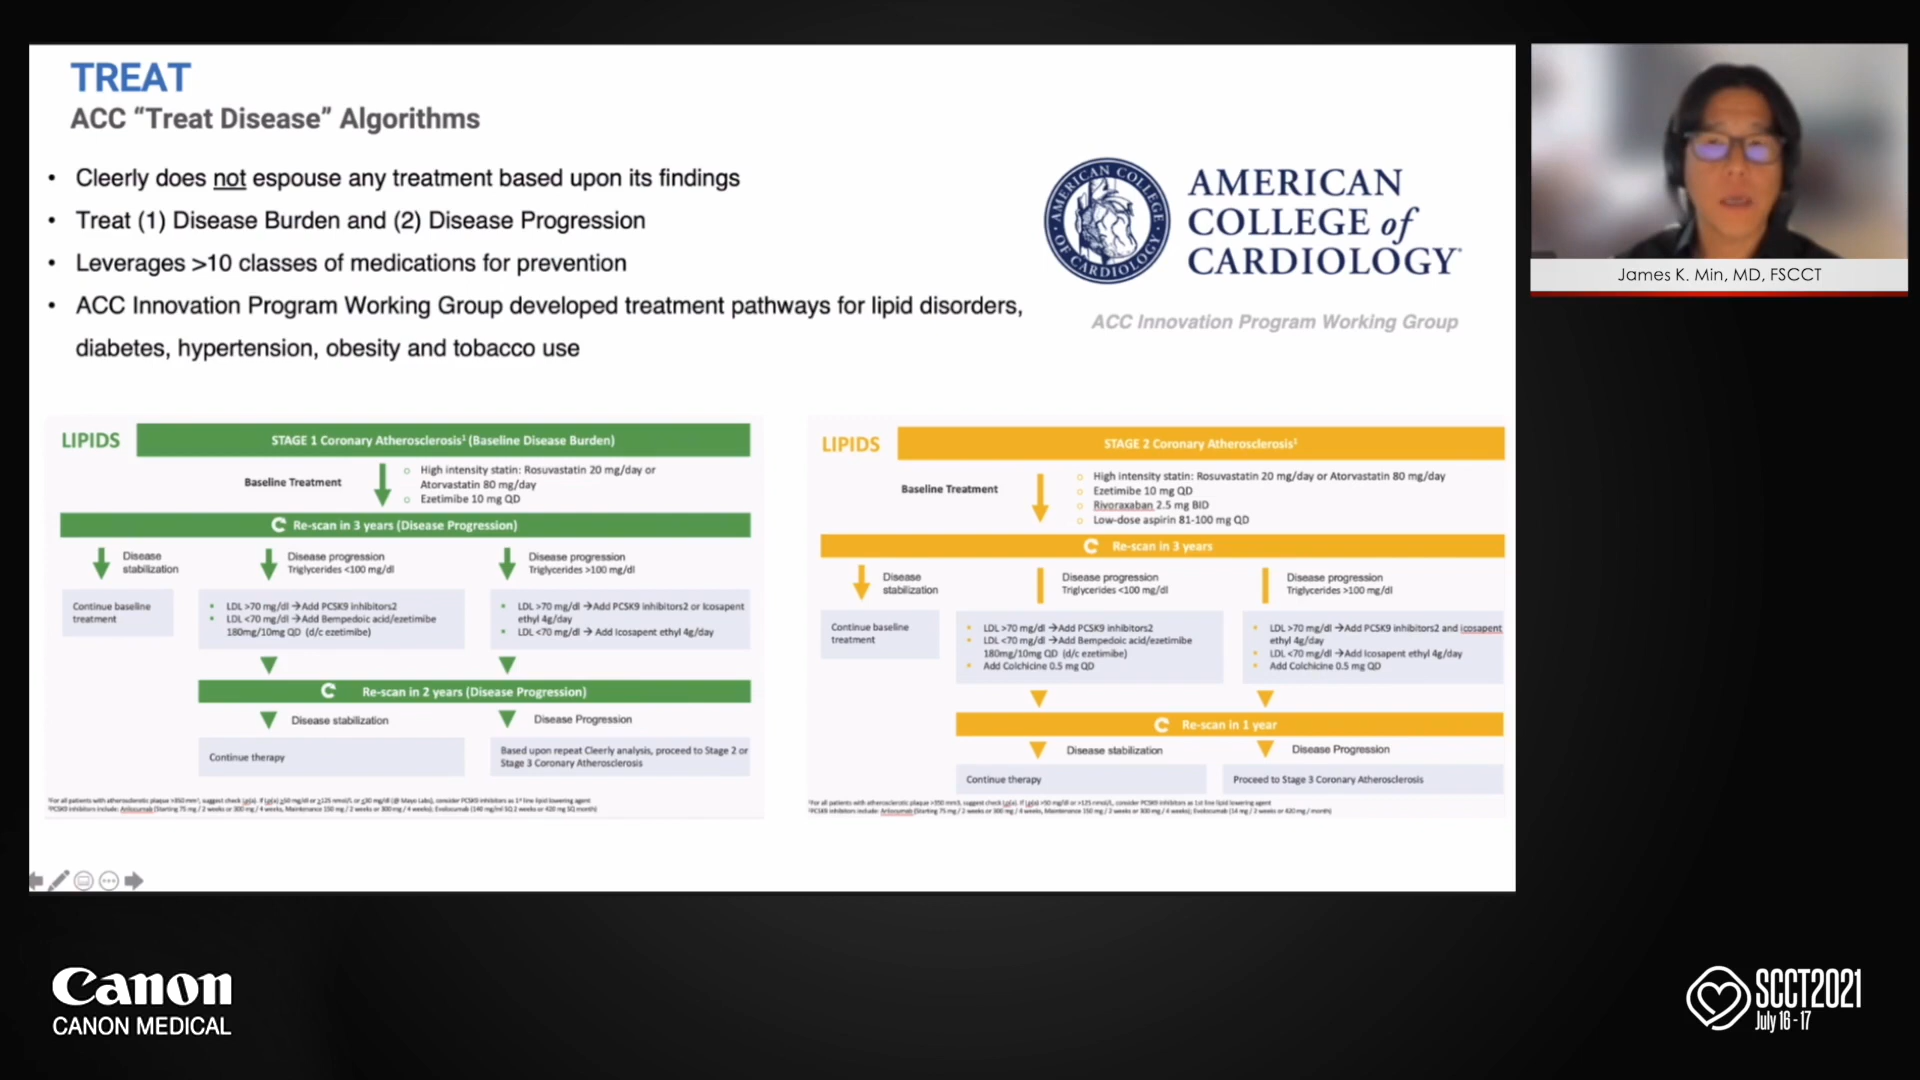 TREAT
ACC “Treat Disease” Algorithms
• Cleerly does not espouse any treatment based upon its findings
• Treat (1) Disease Burden and (2) Disease Progression
• Leverages >10 classes of medications for prevention
• ACC Innovation Program Working Group developed treatment pathways for lipid disorders,
diabetes, hypertension, obesity and tobacco use
AMERICAN COLLEGE OF CARDIOLOGY
AMERICAN
COLLEGE of
CARDIOLOGY
ACC Innovation Program Working Group
James K. Min, MD, FSCCT
LIPIDS
STAGE 1 Coronary Atherosclerosis¹ (Baseline Disease Burden)
Baseline Treatment
○ High intensity statin: Rosuvastatin 20 mg/day or
Atorvastatin 80 mg/day
○ Ezetimibe 10 mg QD
Re-scan in 3 years (Disease Progression)
Disease
stabilization
Disease progression
Triglycerides <100 mg/dl
Disease progression
Triglycerides >100 mg/dl
Continue baseline
treatment
▪ LDL >70 mg/dl →Add PCSK9 inhibitors2
▪ LDL <70 mg/dl →Add Bempedoic acid/ezetimibe
180mg/10mg QD (d/c ezetimibe)
▪ LDL >70 mg/dl →Add PCSK9 inhibitors2 or Icosapent
ethyl 4g/day
▪ LDL <70 mg/dl → Add Icosapent ethyl 4g/day
Re-scan in 2 years (Disease Progression)
Disease stabilization
Disease Progression
Continue therapy
Based upon repeat Cleerly analysis, proceed to Stage 2 or
Stage 3 Coronary Atherosclerosis
LIPIDS
STAGE 2 Coronary Atherosclerosis¹
Baseline Treatment
○ High intensity statin: Rosuvastatin 20 mg/day or Atorvastatin 80 mg/day
○ Ezetimibe 10 mg QD
○ Rivoraxaban 2.5 mg BID
○ Low-dose aspirin 81-100 mg QD
Re-scan in 3 years
Disease
stabilization
Disease progression
Triglycerides <100 mg/dl
Disease progression
Triglycerides >100 mg/dl
Continue baseline
treatment
▪ LDL >70 mg/dl →Add PCSK9 inhibitors2
▪ LDL <70 mg/dl →Add Bempedoic acid/ezetimibe
180mg/10mg QD (d/c ezetimibe)
▪ Add Colchicine 0.5 mg QD
▪ LDL >70 mg/dl →Add PCSK9 inhibitors2 and icosapent
ethyl 4g/day
▪ LDL <70 mg/dl →Add Icosapent ethyl 4g/day
▪ Add Colchicine 0.5 mg QD
Re-scan in 1 year
Disease stabilization
Disease Progression
Continue therapy
Proceed to Stage 3 Coronary Atherosclerosis
Canon
CANON MEDICAL
SCCT2021
July 16 - 17